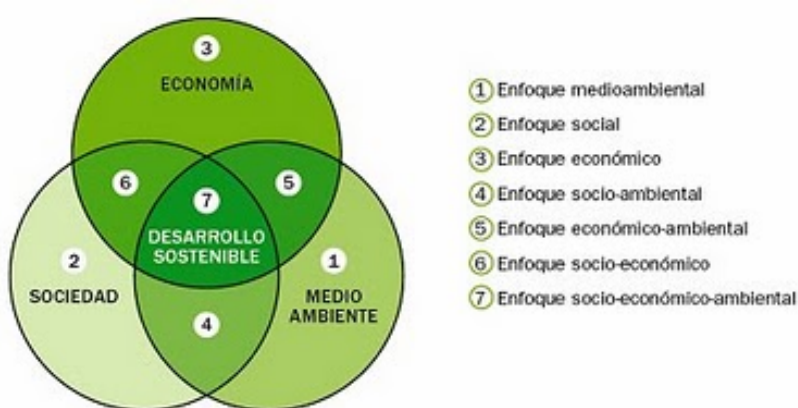 3
ECONOMÍA
6
7
5
DESARROLLO
SOSTENIBLE
2
SOCIEDAD
1
MEDIO
AMBIENTE
4
1 Enfoque medioambiental
2 Enfoque social
3 Enfoque económico
4 Enfoque socio-ambiental
5 Enfoque económico-ambiental
6 Enfoque socio-económico
7 Enfoque socio-económico-ambiental